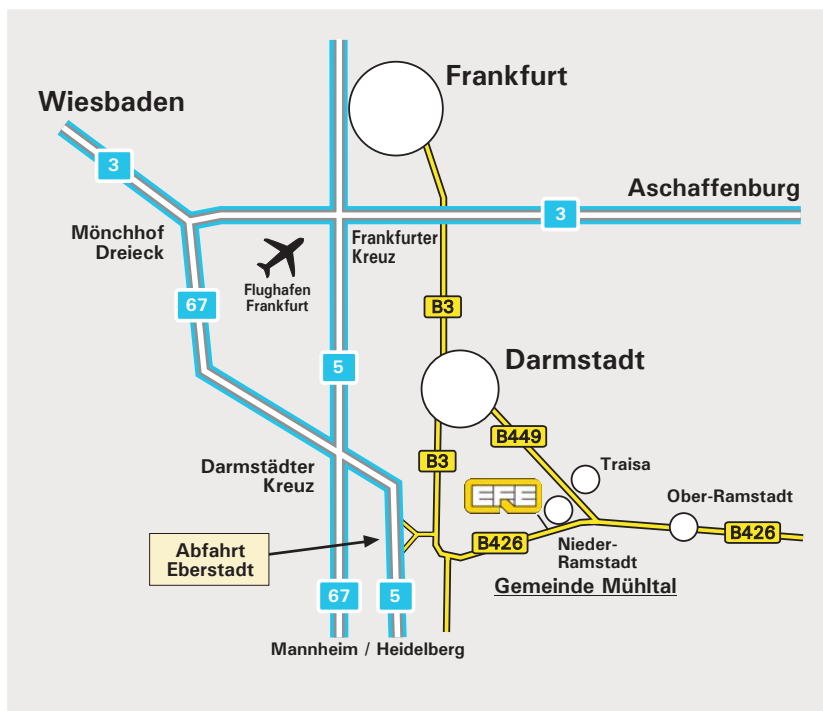 Frankfurt
Wiesbaden
3
Aschaffenburg
3
Mönchhof
Dreieck
Frankfurter
Kreuz
Flughafen
Frankfurt
67
B3
5
Darmstadt
B449
B3
Darmstädter
Kreuz
Traisa
EFE
Ober-Ramstadt
B426
B426
Nieder-
Ramstadt
Abfahrt
Eberstadt
Gemeinde Mühltal
67
5
Mannheim / Heidelberg